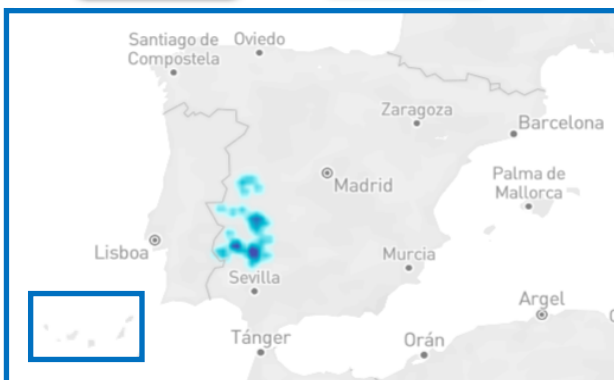 Santiago de
Compostela
Oviedo
Zaragoza
Barcelona
Madrid
Palma de
Mallorca
Lisboa
Murcia
Sevilla
Argel
Tánger
Orán